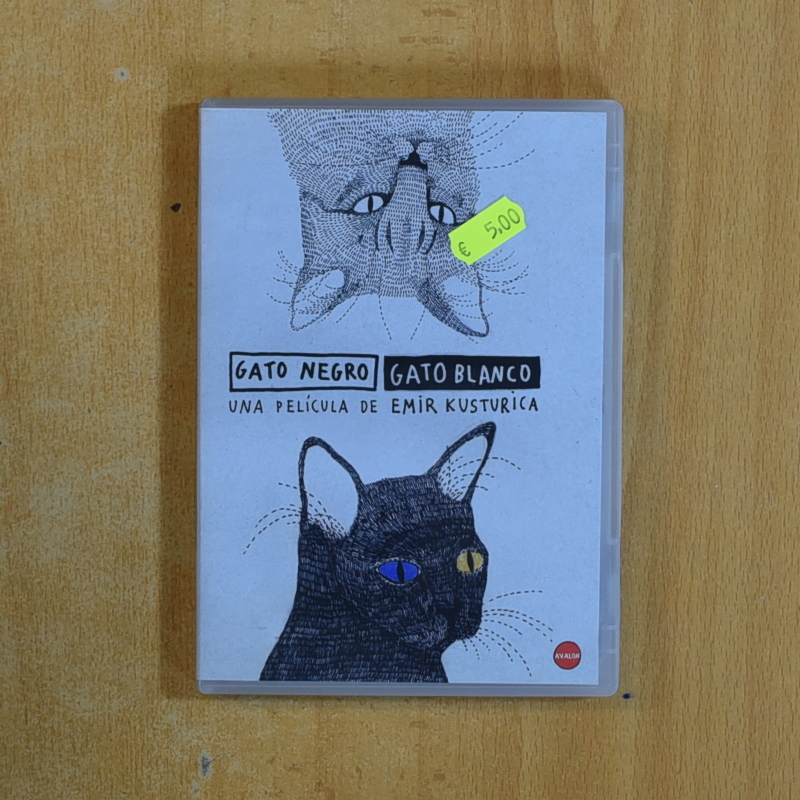 € 5,00
GATO NEGRO GATO BLANCO
UNA PELÍCULA DE EMIR KUSTURICA
AVALON